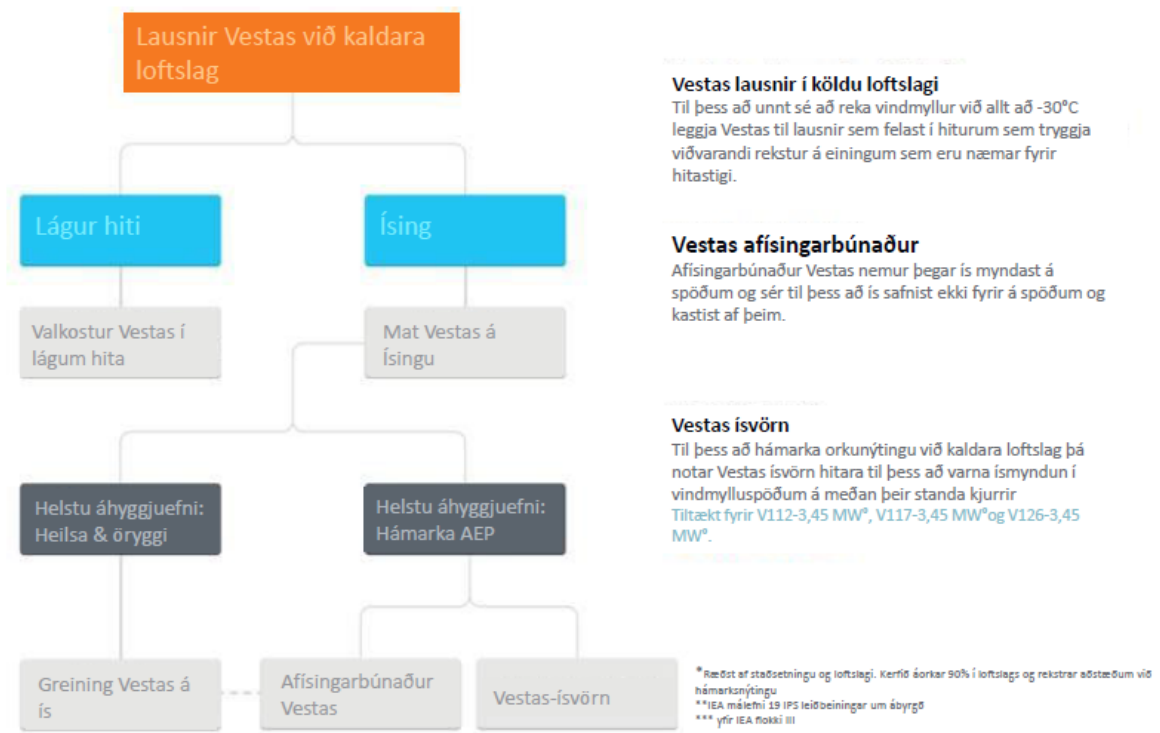 Lausnir Vestas við kaldara
loftslag
Lágur hiti
Ísing
Valkostur Vestas í
lágum hita
Mat Vestas á
Ísingu
Helstu áhyggjuefni:
Heilsa & öryggi
Helstu áhyggjuefni:
Hámarka AEP
Greining Vestas á
ís
Afísingarbúnaður
Vestas
Vestas-ísvörn
Vestas lausnir í köldu loftslagi
Til þess að unnt sé að reka vindmyllur við allt að -30°C
leggja Vestas til lausnir sem felast í hiturum sem tryggja
viðvarandi rekstur á einingum sem eru næmar fyrir
hitastigi.
Vestas afísingarbúnaður
Afísingarbúnaður Vestas nemur þegar ís myndast á
spöðum og sér til þess að ís safnist ekki fyrir á spöðum og
kastist af þeim.
Vestas ísvörn
Til þess að hámarka orkunýtingu við kaldara loftslag þá
notar Vestas ísvörn hitara til þess að varna ísmyndun í
vindmylluspöðum á meðan þeir standa kjurrir
Tiltækt fyrir V112-3,45 MW®, V117-3,45 MW®og V126-3,45
MW®.
*Ræðst af staðsetningu og loftslagi. Kerfið áorkar 90% í loftslags og rekstrar aðstæðum við
hámarksnýtingu
**IEA málefni 19 IPS leiðbeiningar um ábyrgð
*** yfir IEA flokki III